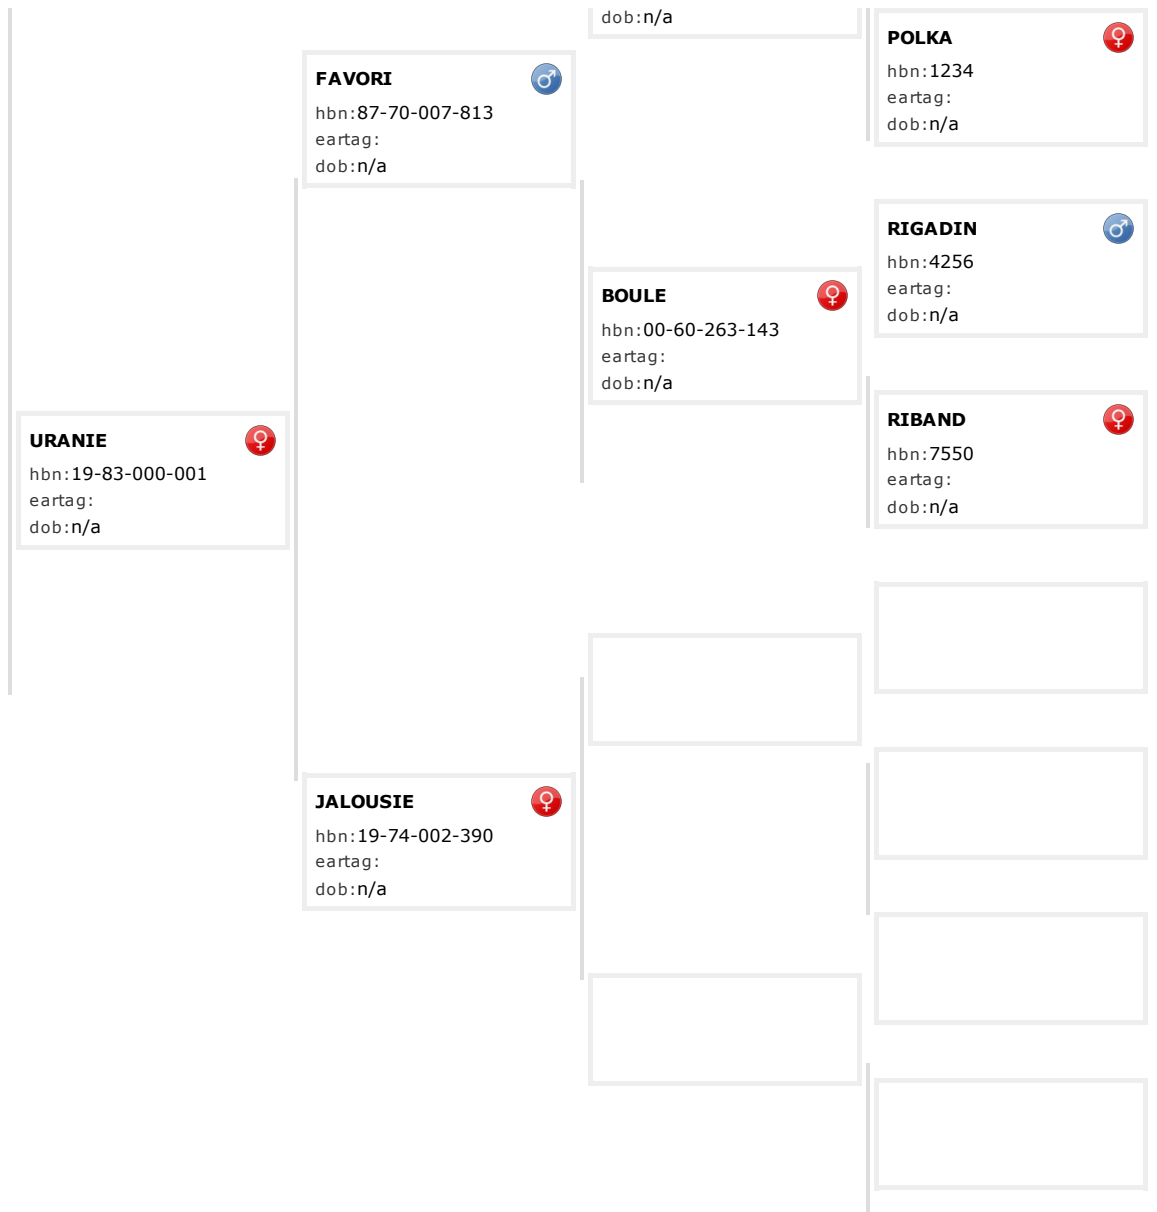 dob:n/a
POLKA
hbn:1234
eartag:
dob:n/a
FAVORI
hbn:87-70-007-813
eartag:
dob:n/a
RIGADIN
hbn:4256
eartag:
dob:n/a
BOULE
hbn:00-60-263-143
eartag:
dob:n/a
RIBAND
hbn:7550
eartag:
dob:n/a
URANIE
hbn:19-83-000-001
eartag:
dob:n/a
JALOUSIE
hbn:19-74-002-390
eartag:
dob:n/a